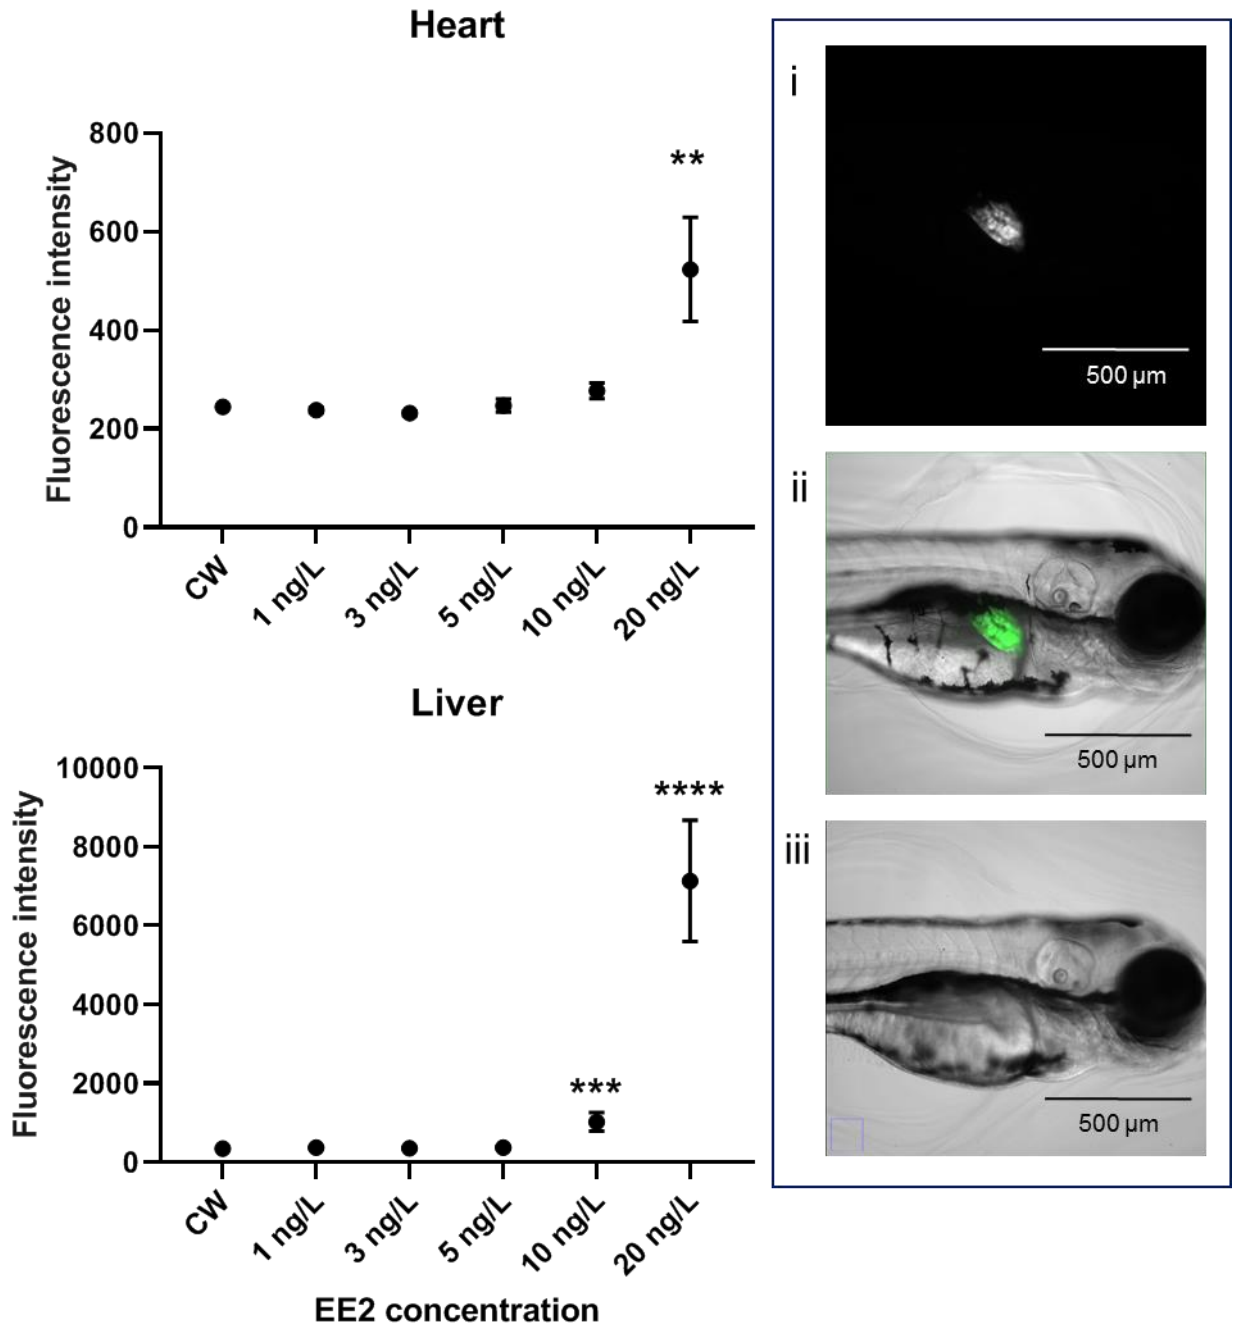 Heart
Fluorescence intensity
800
600
400
200
0
**
CW
1 ng/L
3 ng/L
5 ng/L
10 ng/L
20 ng/L
Liver
Fluorescence intensity
10000
8000
6000
4000
2000
0
***
****
CW
1 ng/L
3 ng/L
5 ng/L
10 ng/L
20 ng/L
EE2 concentration
i
500 µm
ii
500 µm
iii
500 µm